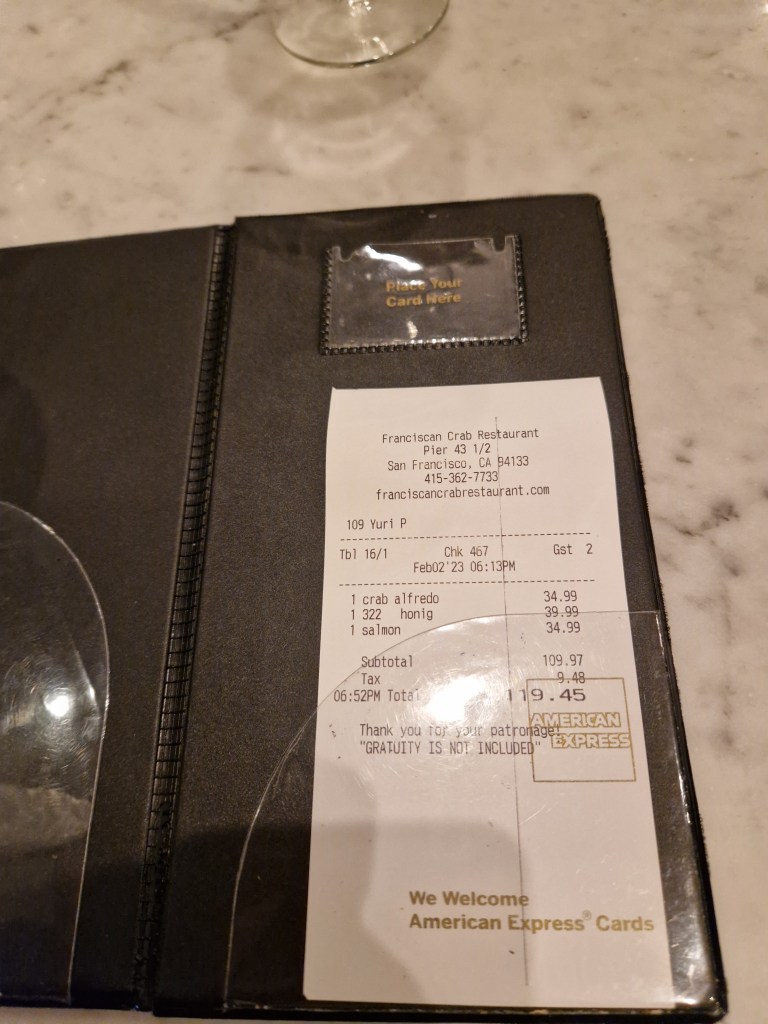 Place Your
Card Here
Franciscan Crab Restaurant
Pier 43 1/2
San Francisco, CA 94133
415-362-7733
franciscancrabrestaurant.com
109 Yuri P
Tbl 16/1 Chk 467 Gst 2
Feb02'23 06:13PM
1 crab alfredo 34.99
1 322 honig 39.99
1 salmon 34.99
Subtotal 109.97
Tax 9.48
06:52PM Total 119.45
Thank you for your patronage!
"GRATUITY IS NOT INCLUDED"
AMERICAN
EXPRESS
We Welcome
American Express® Cards